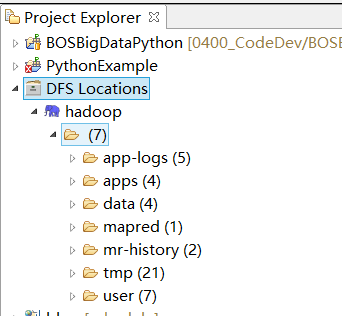 Project Explorer
BOSBigDataPython [0400_CodeDev/BOSE
PythonExample
DFS Locations
hadoop
(7)
app-logs (5)
apps (4)
data (4)
mapred (1)
mr-history (2)
tmp (21)
user (7)